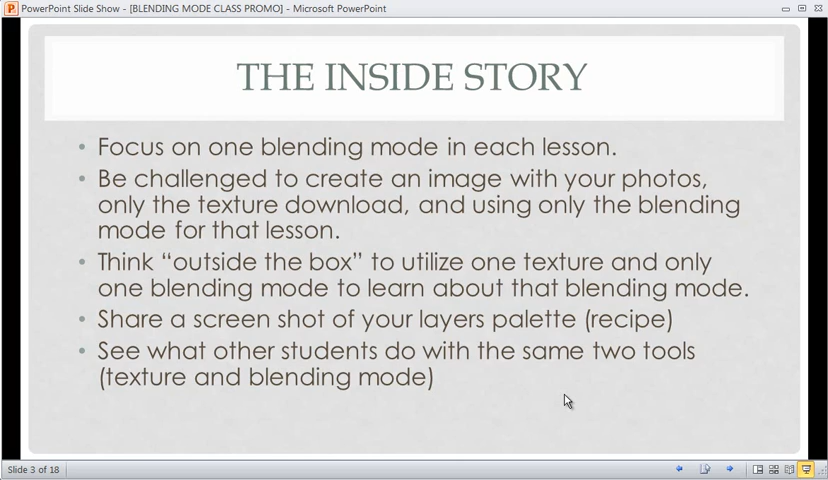 PowerPoint Slide Show - [BLENDING MODE CLASS PROMO] - Microsoft PowerPoint
THE INSIDE STORY
• Focus on one blending mode in each lesson.
• Be challenged to create an image with your photos,
only the texture download, and using only the blending
mode for that lesson.
• Think “outside the box” to utilize one texture and only
one blending mode to learn about that blending mode.
• Share a screen shot of your layers palette (recipe)
• See what other students do with the same two tools
(texture and blending mode)
Slide 3 of 18